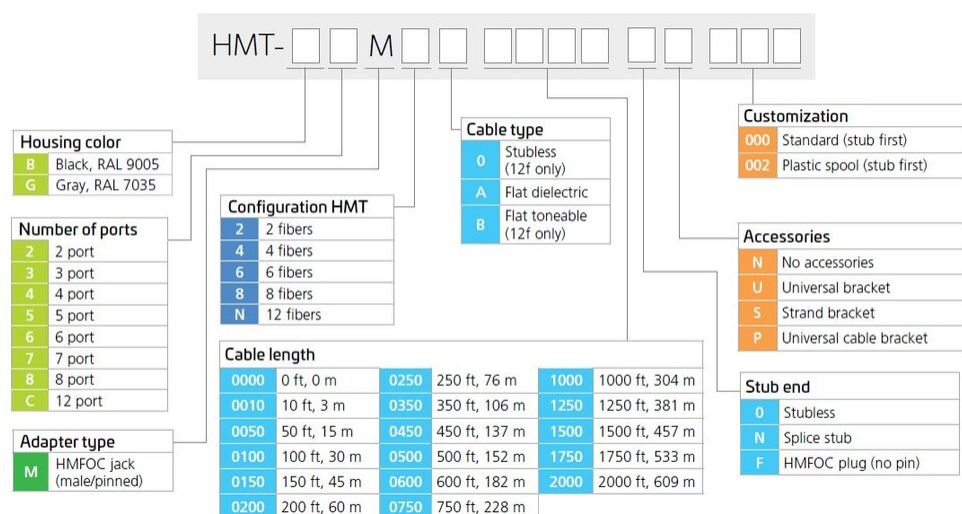 HMT- M
Housing color
B Black, RAL 9005
G Gray, RAL 7035
Number of ports
2 2 port
3 3 port
4 4 port
5 5 port
6 6 port
7 7 port
8 8 port
C 12 port
Adapter type
M HMFOC jack
(male/pinned)
Configuration HMT
2 2 fibers
4 4 fibers
6 6 fibers
8 8 fibers
N 12 fibers
Cable type
0 Stubless
(12f only)
A Flat dielectric
B Flat toneable
(12f only)
Cable length
0000 0 ft, 0 m 0250 250 ft, 76 m 1000 1000 ft, 304 m
0010 10 ft, 3 m 0350 350 ft, 106 m 1250 1250 ft, 381 m
0050 50 ft, 15 m 0450 450 ft, 137 m 1500 1500 ft, 457 m
0100 100 ft, 30 m 0500 500 ft, 152 m 1750 1750 ft, 533 m
0150 150 ft, 45 m 0600 600 ft, 182 m 2000 2000 ft, 609 m
0200 200 ft, 60 m 0750 750 ft, 228 m
Customization
000 Standard (stub first)
002 Plastic spool (stub first)
Accessories
N No accessories
U Universal bracket
S Strand bracket
P Universal cable bracket
Stub end
0 Stubless
N Splice stub
F HMFOC plug (no pin)